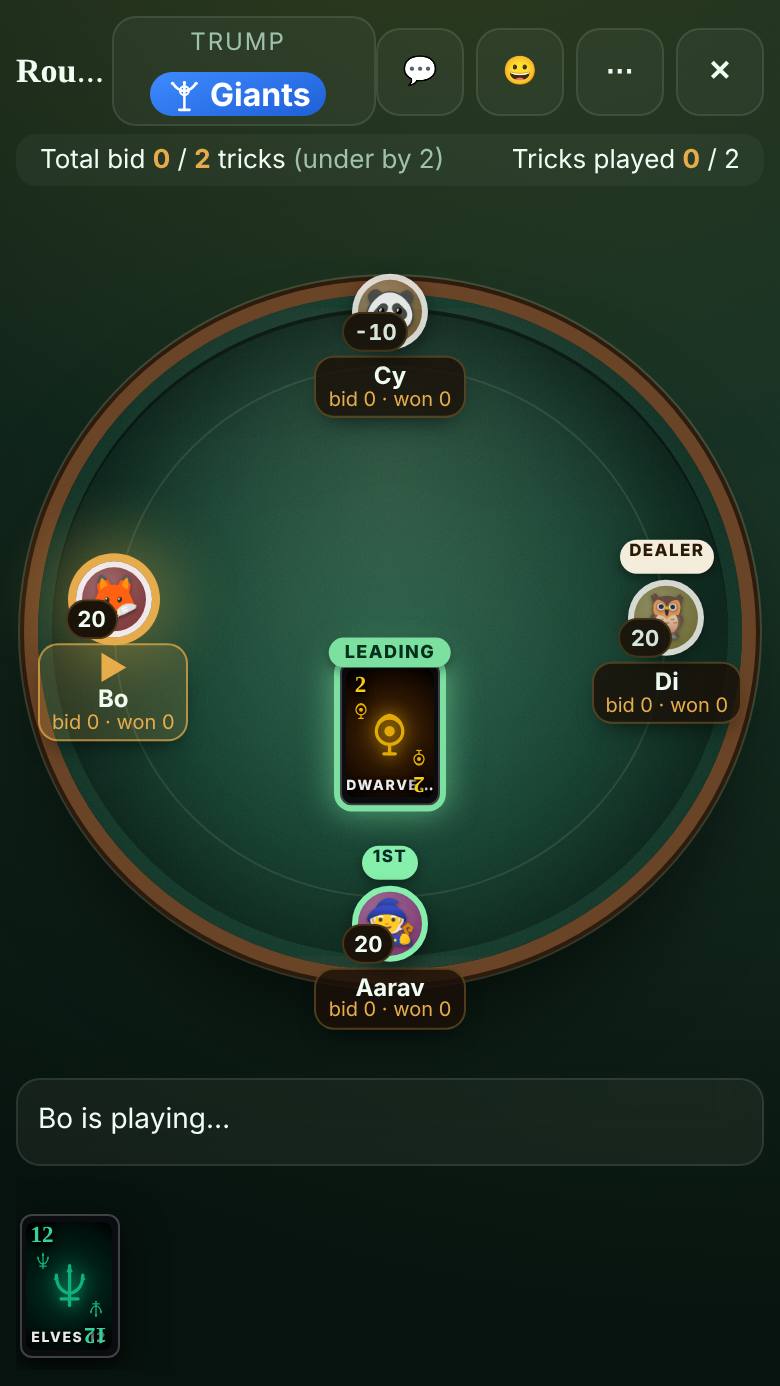 Rou...
TRUMP
Giants
Total bid 0 / 2 tricks (under by 2)
Tricks played 0 / 2
-10
Cy
bid 0 · won 0
DEALER
20
Di
bid 0 · won 0
20
Bo
bid 0 · won 0
LEADING
2
DWARVE...
2
1ST
20
Aarav
bid 0 · won 0
Bo is playing...
12
ELVES
12